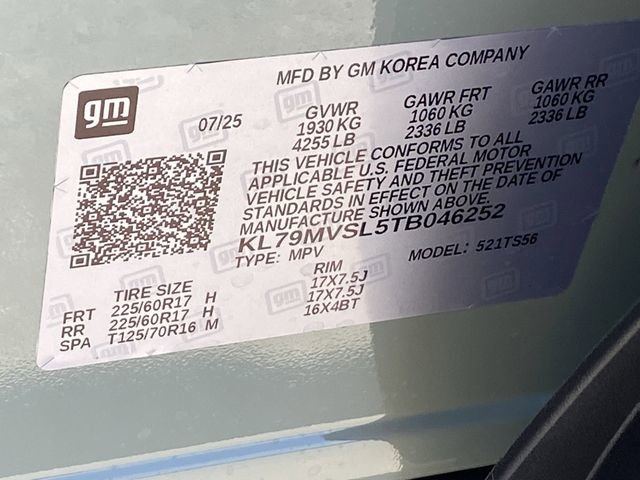 MFD BY GM KOREA COMPANY
gm
07/25
GVWR GAWR FRT GAWR RR
1930 KG 1060 KG 1060 KG
4255 LB 2336 LB 2336 LB
THIS VEHICLE CONFORMS TO ALL
APPLICABLE U.S. FEDERAL MOTOR
VEHICLE SAFETY AND THEFT PREVENTION
STANDARDS IN EFFECT ON THE DATE OF
MANUFACTURE SHOWN ABOVE.
KL79MVSL5TB046252
TYPE: MPV MODEL: 521TS56
TIRE SIZE RIM
FRT 225/60R17 H 17X7.5J
RR 225/60R17 H 17X7.5J
SPA T125/70R16 M 16X4BT